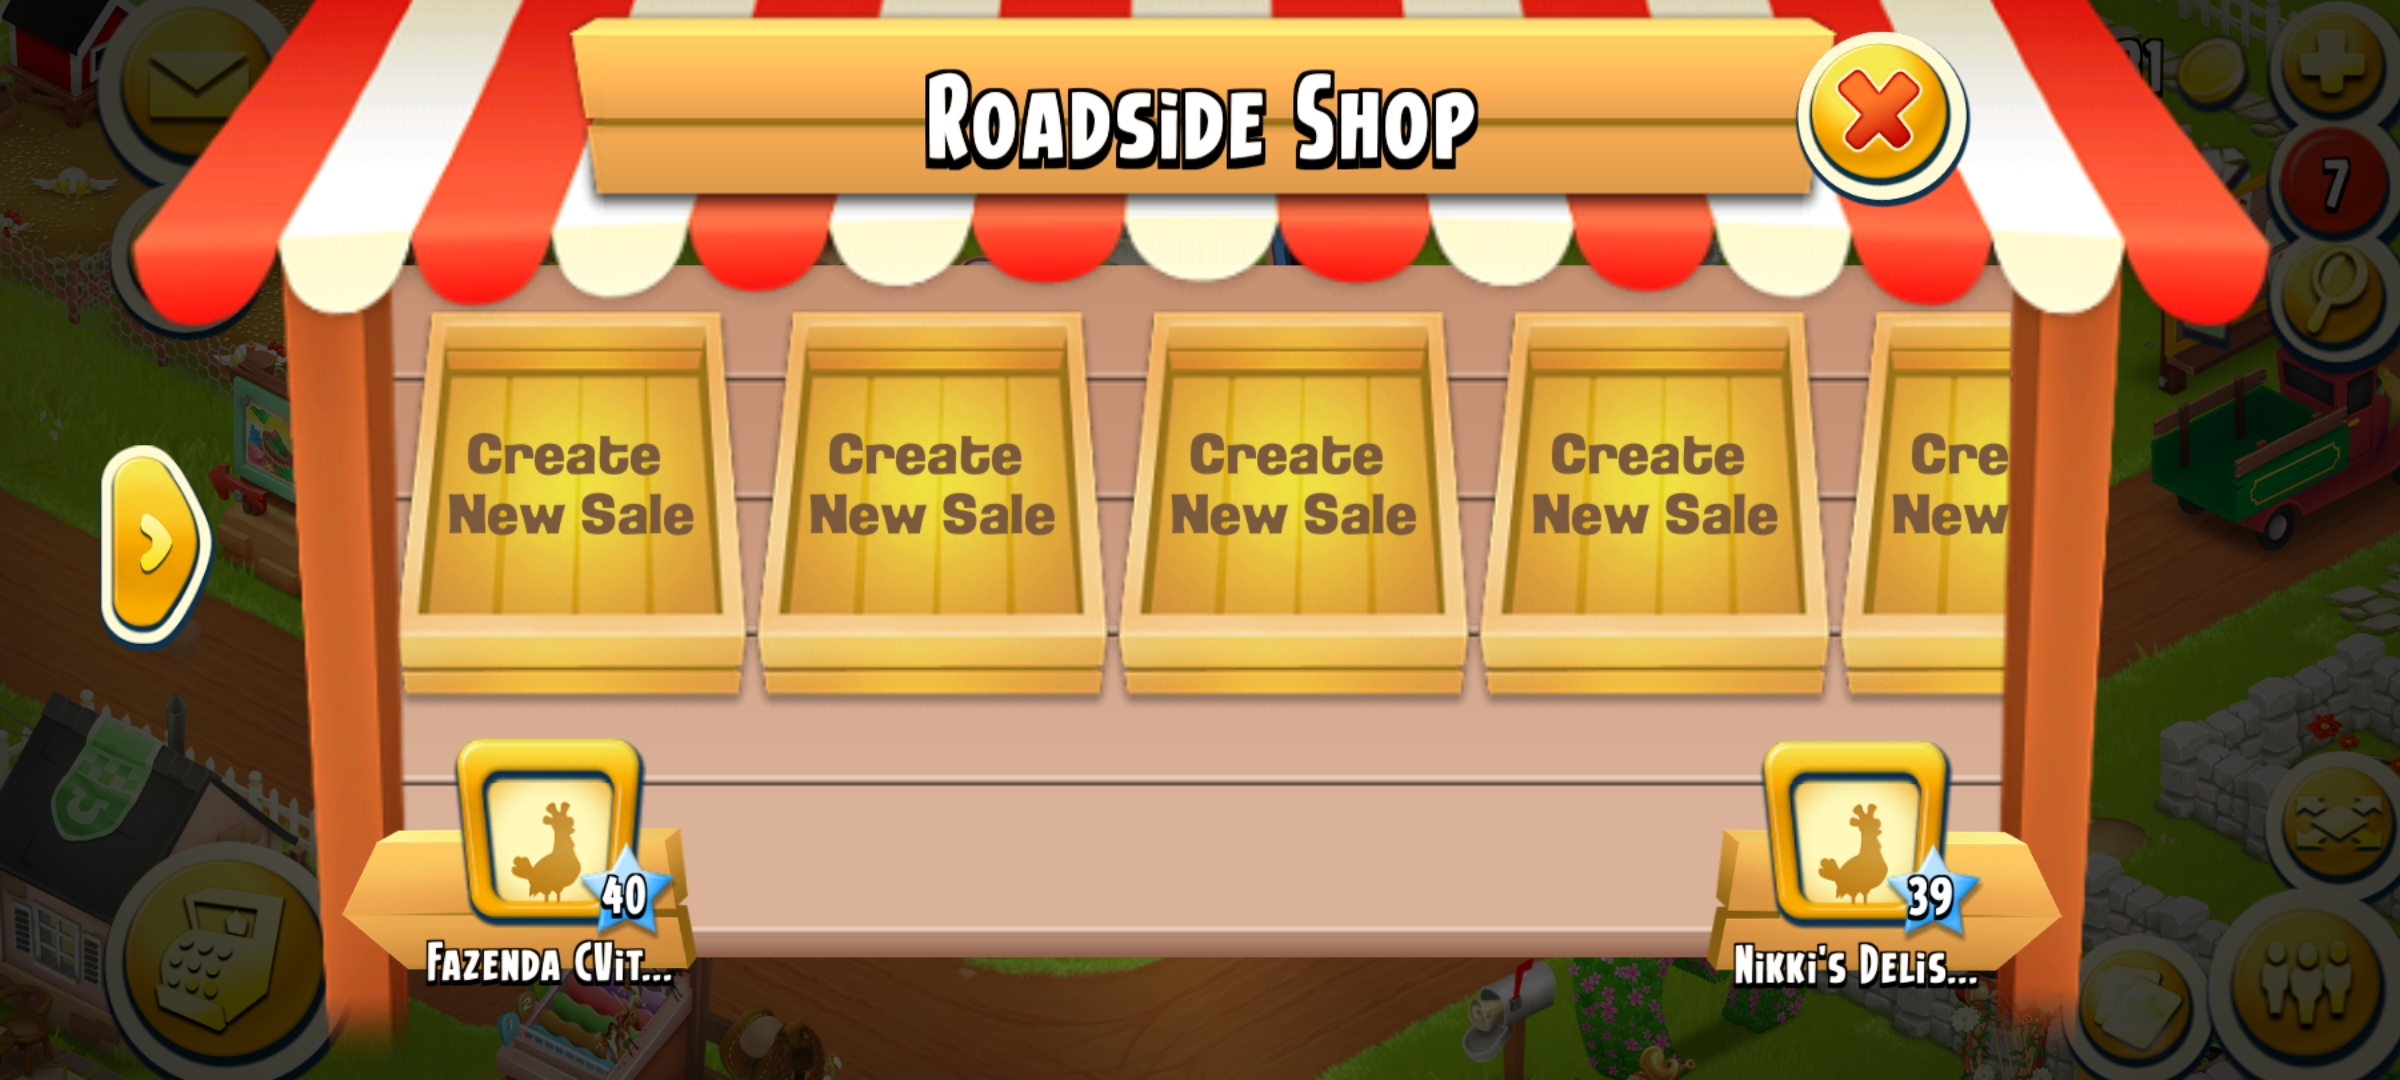 Roadside Shop
7
Create
New Sale
Create
New Sale
Create
New Sale
Create
New Sale
Cre
New
40
Fazenda CVit...
39
Nikki's Delis...